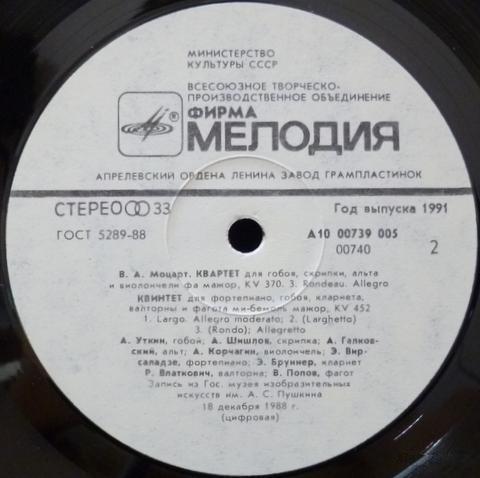 МИНИСТЕРСТВО
КУЛЬТУРЫ СССР
ВСЕСОЮЗНОЕ ТВОРЧЕСКО-
ПРОИЗВОДСТВЕННОЕ ОБЪЕДИНЕНИЕ
ФИРМА
® МЕЛОДИЯ
АПРЕЛЕВСКИЙ ОРДЕНА ЛЕНИНА ЗАВОД ГРАМПЛАСТИНОК
СТЕРЕО 33 Год выпуска 1991
ГОСТ 5289-88 А10 00739 005
00740 2
В. А. Моцарт. КВАРТЕТ для гобоя, скрипки, альта
и виолончели фа мажор, KV 370. 3. Rondeau. Allegro
КВИНТЕТ для фортепиано, гобоя, кларнета,
валторны и фагота ми-бемоль мажор, KV 452
1. Largo. Allegro moderato; 2. (Larghetto)
3. (Rondo); Allegretto
А. Уткин, гобой; А. Шишлов, скрипка; А. Галков-
ский, альт; А. Корчагин, виолончель; Э. Вир-
саладзе, фортепиано; Э. Бруннер, кларнет
Р. Влаткович, валторна; В. Попов, фагот
Запись из Гос. музея изобразительных
искусств им. А. С. Пушкина
18 декабря 1988 г.
(цифровая)